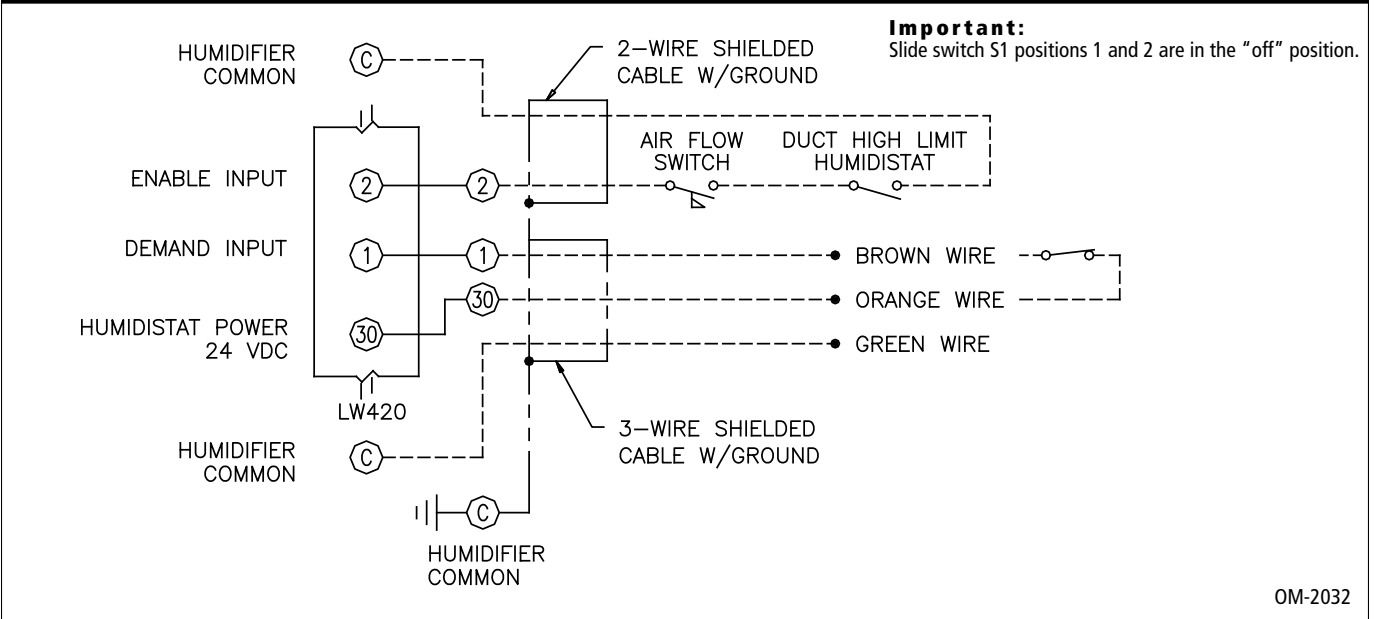 Important:
Slide switch S1 positions 1 and 2 are in the “off” position.
HUMIDIFIER
COMMON
C
2-WIRE SHIELDED
CABLE W/GROUND
AIR FLOW
SWITCH
DUCT HIGH LIMIT
HUMIDISTAT
ENABLE INPUT
2
2
DEMAND INPUT
1
1
BROWN WIRE
30
ORANGE WIRE
HUMIDISTAT POWER
24 VDC
30
GREEN WIRE
LW420
3-WIRE SHIELDED
CABLE W/GROUND
HUMIDIFIER
COMMON
C
C
HUMIDIFIER
COMMON
OM-2032